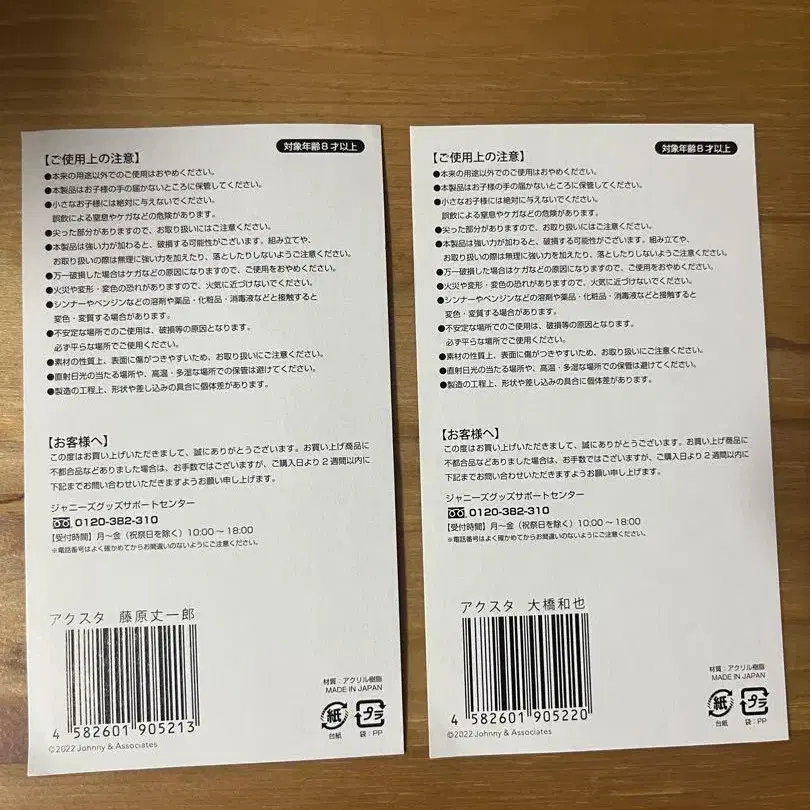 【ご使用上の注意】
対象年齢8才以上
●本来の用途以外でのご使用はおやめください。
●本製品はお子様の手の届かないところに保管してください。
●小さなお子様には絶対に与えないでください。
誤飲による窒息やケガなどの危険があります。
●尖った部分がありますので、お取り扱いにはご注意ください。
●本製品は強い力が加わると、破損する可能性がございます。組み立てや、
お取り扱いの際は無理に強い力を加えたり、落としたりしないようご注意ください。
●万一破損した場合はケガなどの原因になりますので、ご使用をおやめください。
●火災や変形・変色の恐れがありますので、火気に近づけないでください。
●シンナーやベンジンなどの溶剤や薬品・化粧品・消毒液などと接触すると
変色・変質する場合があります。
●不安定な場所でのご使用は、破損等の原因となります。
必ず平らな場所でご使用ください。
●素材の性質上、表面に傷がつきやすいため、お取り扱いにご注意ください。
●直射日光の当たる場所や、高温・多湿な場所での保管は避けてください。
●製造の工程上、形状や差し込みの具合に個体差があります。
【お客様へ】
この度はお買い上げいただきまして、誠にありがとうございます。お買い上げ商品に
不都合品などありました場合は、お手数ではございますが、ご購入日より2週間以内に
下記までお問い合わせいただきますようお願い申し上げます。
ジャニーズグッズサポートセンター
0120-382-310
【受付時間】月～金（祝祭日を除く）10:00～18:00
※電話番号はよく確かめてからお間違いのないようにご注意ください。
アクスタ 藤原丈一郎
4 582601 905213
©2022 Johnny & Associates
材質：アクリル樹脂
MADE IN JAPAN
紙 プラ
台紙 袋：PP
【ご使用上の注意】
対象年齢8才以上
●本来の用途以外でのご使用はおやめください。
●本製品はお子様の手の届かないところに保管してください。
●小さなお子様には絶対に与えないでください。
誤飲による窒息やケガなどの危険があります。
●尖った部分がありますので、お取り扱いにはご注意ください。
●本製品は強い力が加わると、破損する可能性がございます。組み立てや、
お取り扱いの際は無理に強い力を加えたり、落としたりしないようご注意ください。
●万一破損した場合はケガなどの原因になりますので、ご使用をおやめください。
●火災や変形・変色の恐れがありますので、火気に近づけないでください。
●シンナーやベンジンなどの溶剤や薬品・化粧品・消毒液などと接触すると
変色・変質する場合があります。
●不安定な場所でのご使用は、破損等の原因となります。
必ず平らな場所でご使用ください。
●素材の性質上、表面に傷がつきやすいため、お取り扱いにご注意ください。
●直射日光の当たる場所や、高温・多湿な場所での保管は避けてください。
●製造の工程上、形状や差し込みの具合に個体差があります。
【お客様へ】
この度はお買い上げいただきまして、誠にありがとうございます。お買い上げ商品に
不都合品などありました場合は、お手数ではございますが、ご購入日より2週間以内に
下記までお問い合わせいただきますようお願い申し上げます。
ジャニーズグッズサポートセンター
0120-382-310
【受付時間】月～金（祝祭日を除く）10:00～18:00
※電話番号はよく確かめてからお間違いのないようにご注意ください。
アクスタ 大橋和也
4 582601 905220
©2022 Johnny & Associates
材質：アクリル樹脂
MADE IN JAPAN
紙 プラ
台紙 袋：PP